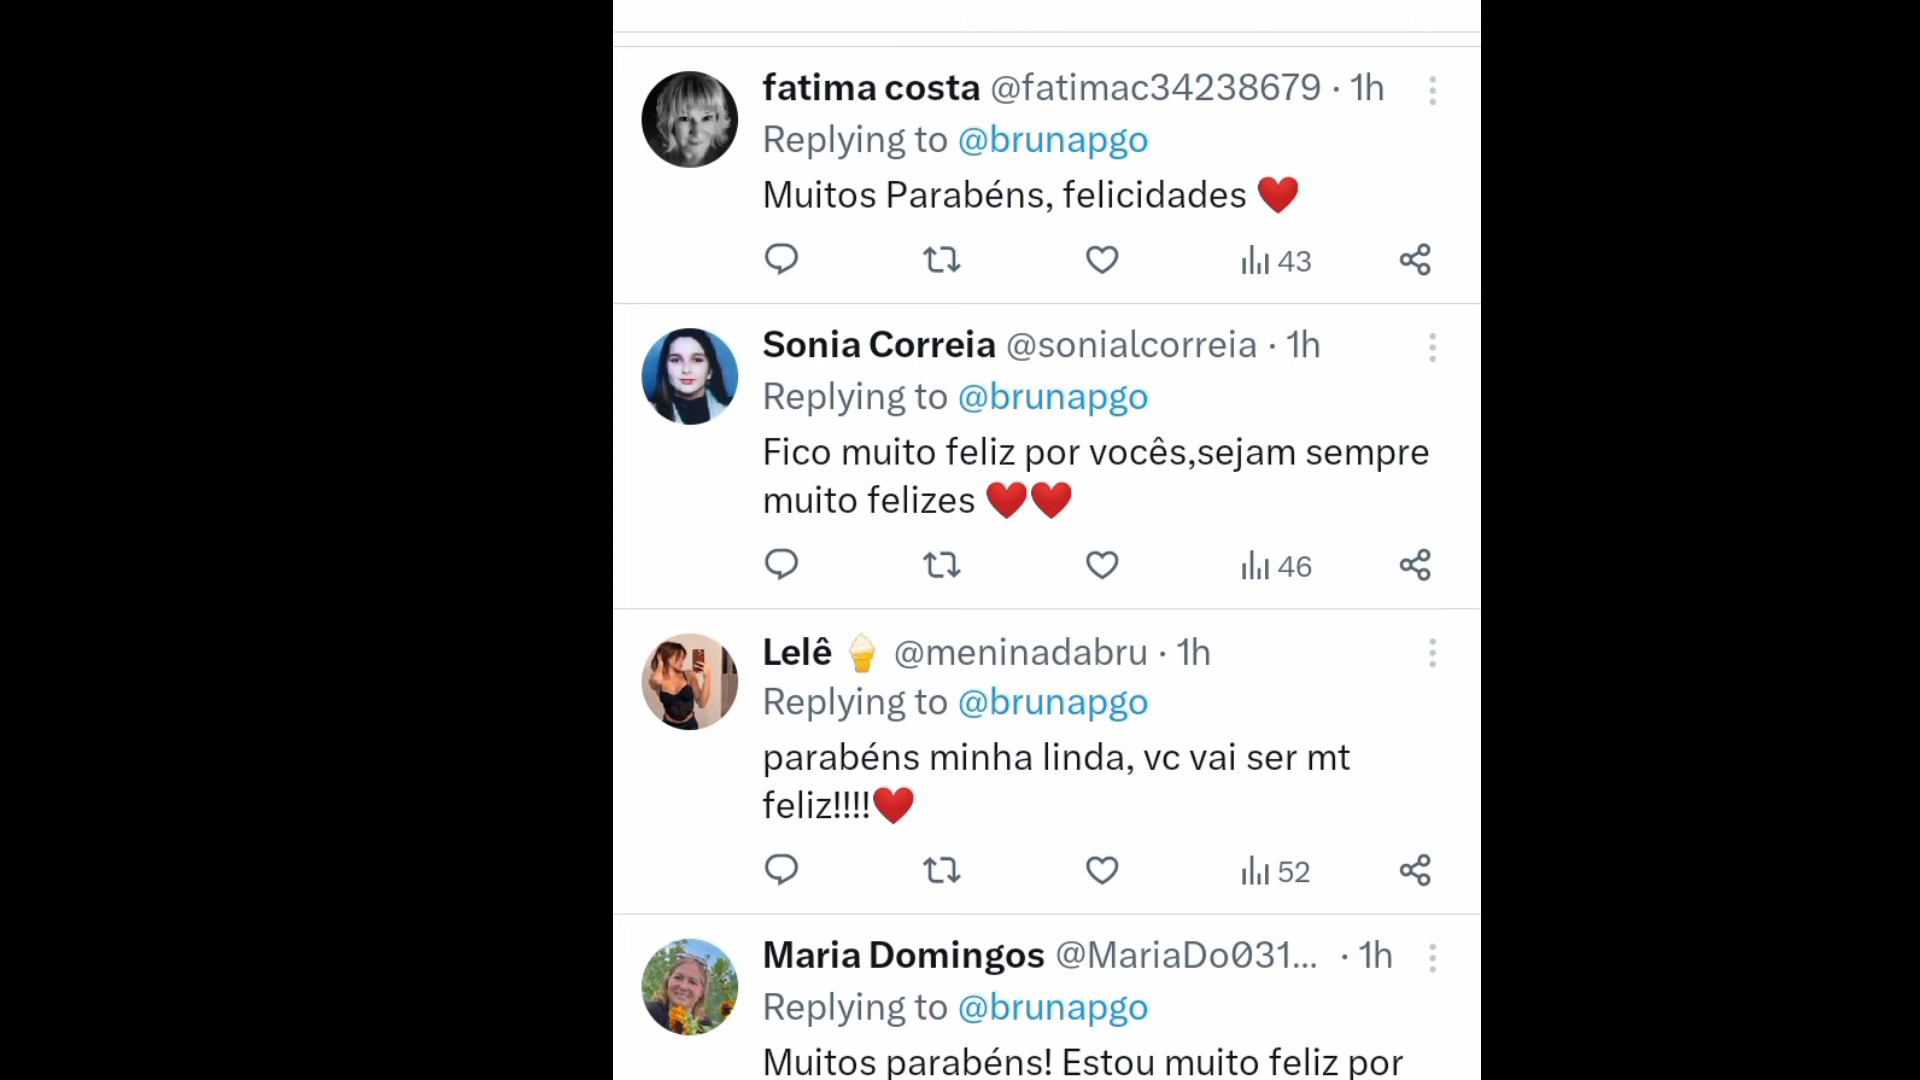 fatima costa @fatimac34238679 · 1h
Replying to @brunapgo
Muitos Parabéns, felicidades ❤️
43
Sonia Correia @sonialcorreia · 1h
Replying to @brunapgo
Fico muito feliz por vocês,sejam sempre
muito felizes ❤️❤️
46
Lelê 🍦 @meninadabru · 1h
Replying to @brunapgo
parabéns minha linda, vc vai ser mt
feliz!!!!❤️
52
Maria Domingos @MariaDo031... · 1h
Replying to @brunapgo
Muitos parabéns! Estou muito feliz por